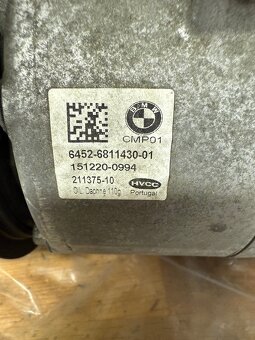 BMW
CMP01
6452-6811430-01
151220-0994
211375-10
HVCC
OIL Daphne 110g
Portugal